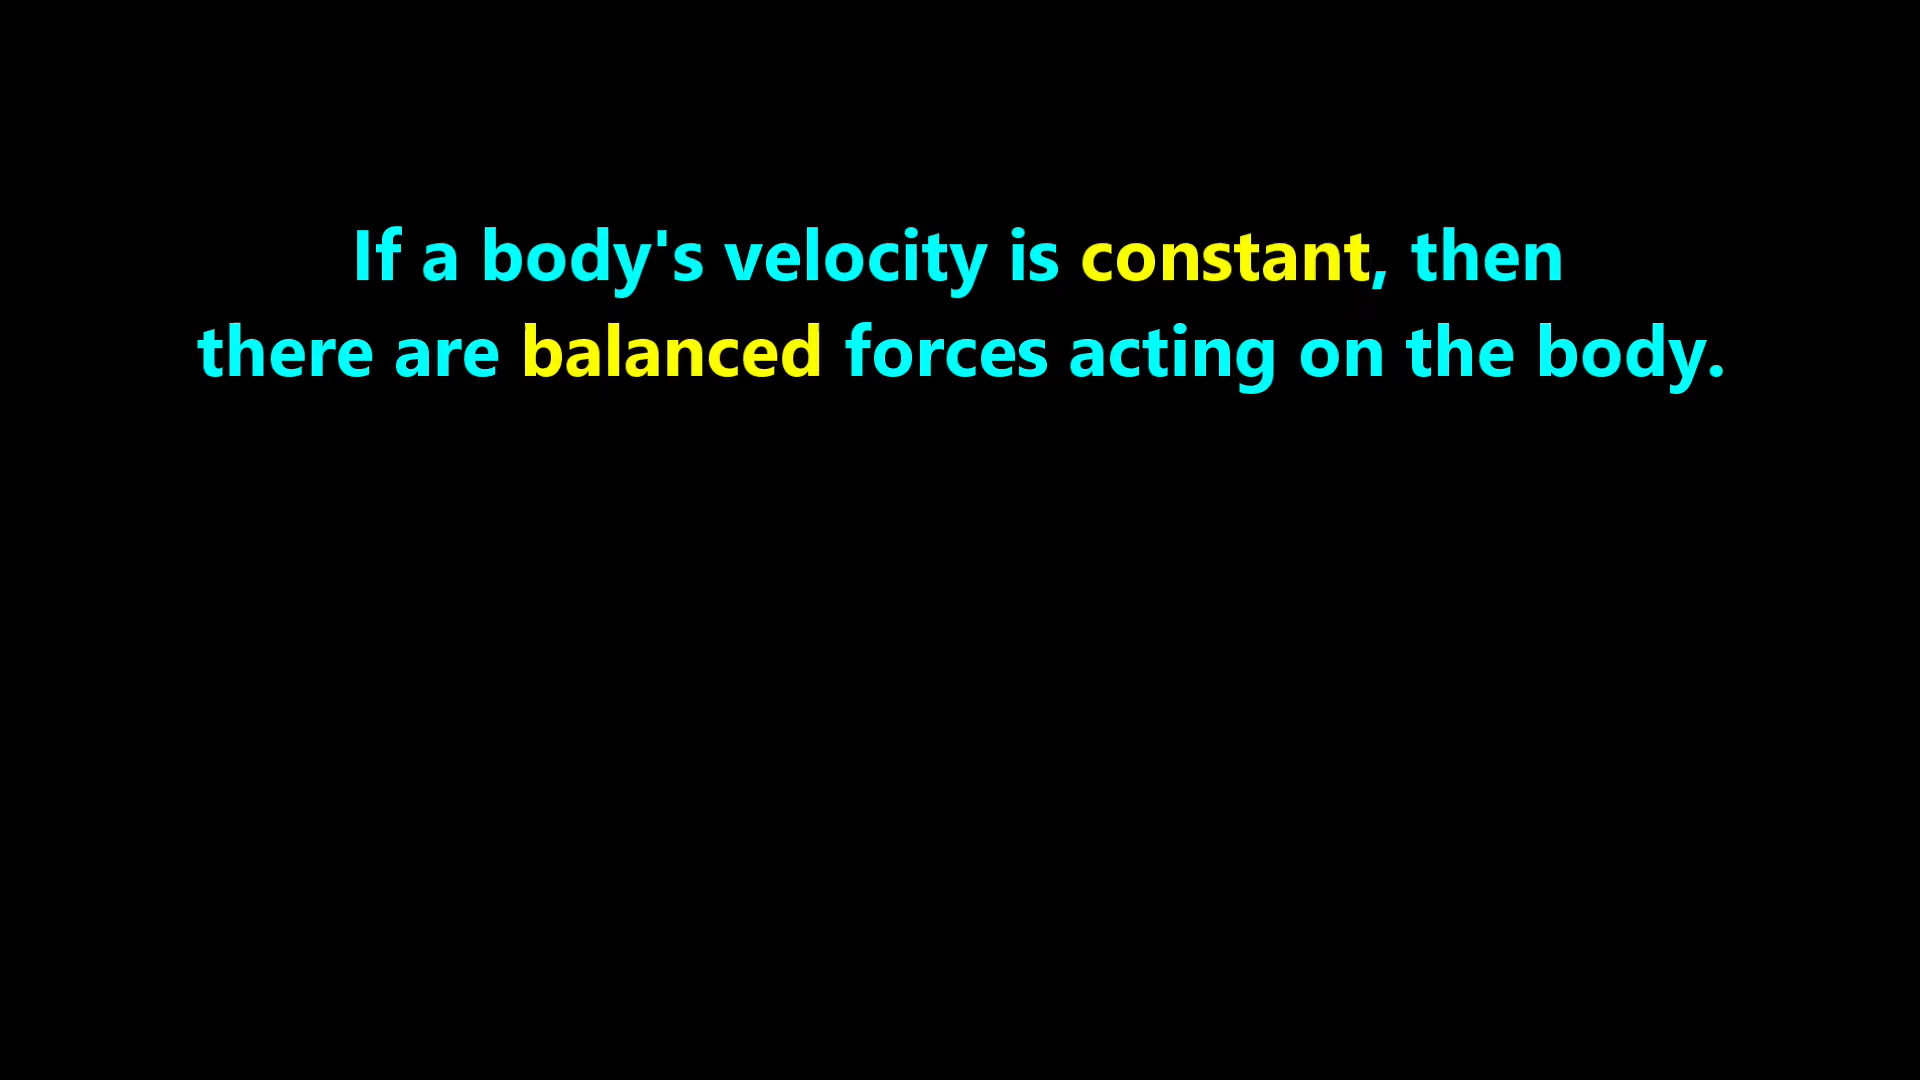 If a body's velocity is constant, then
there are balanced forces acting on the body.